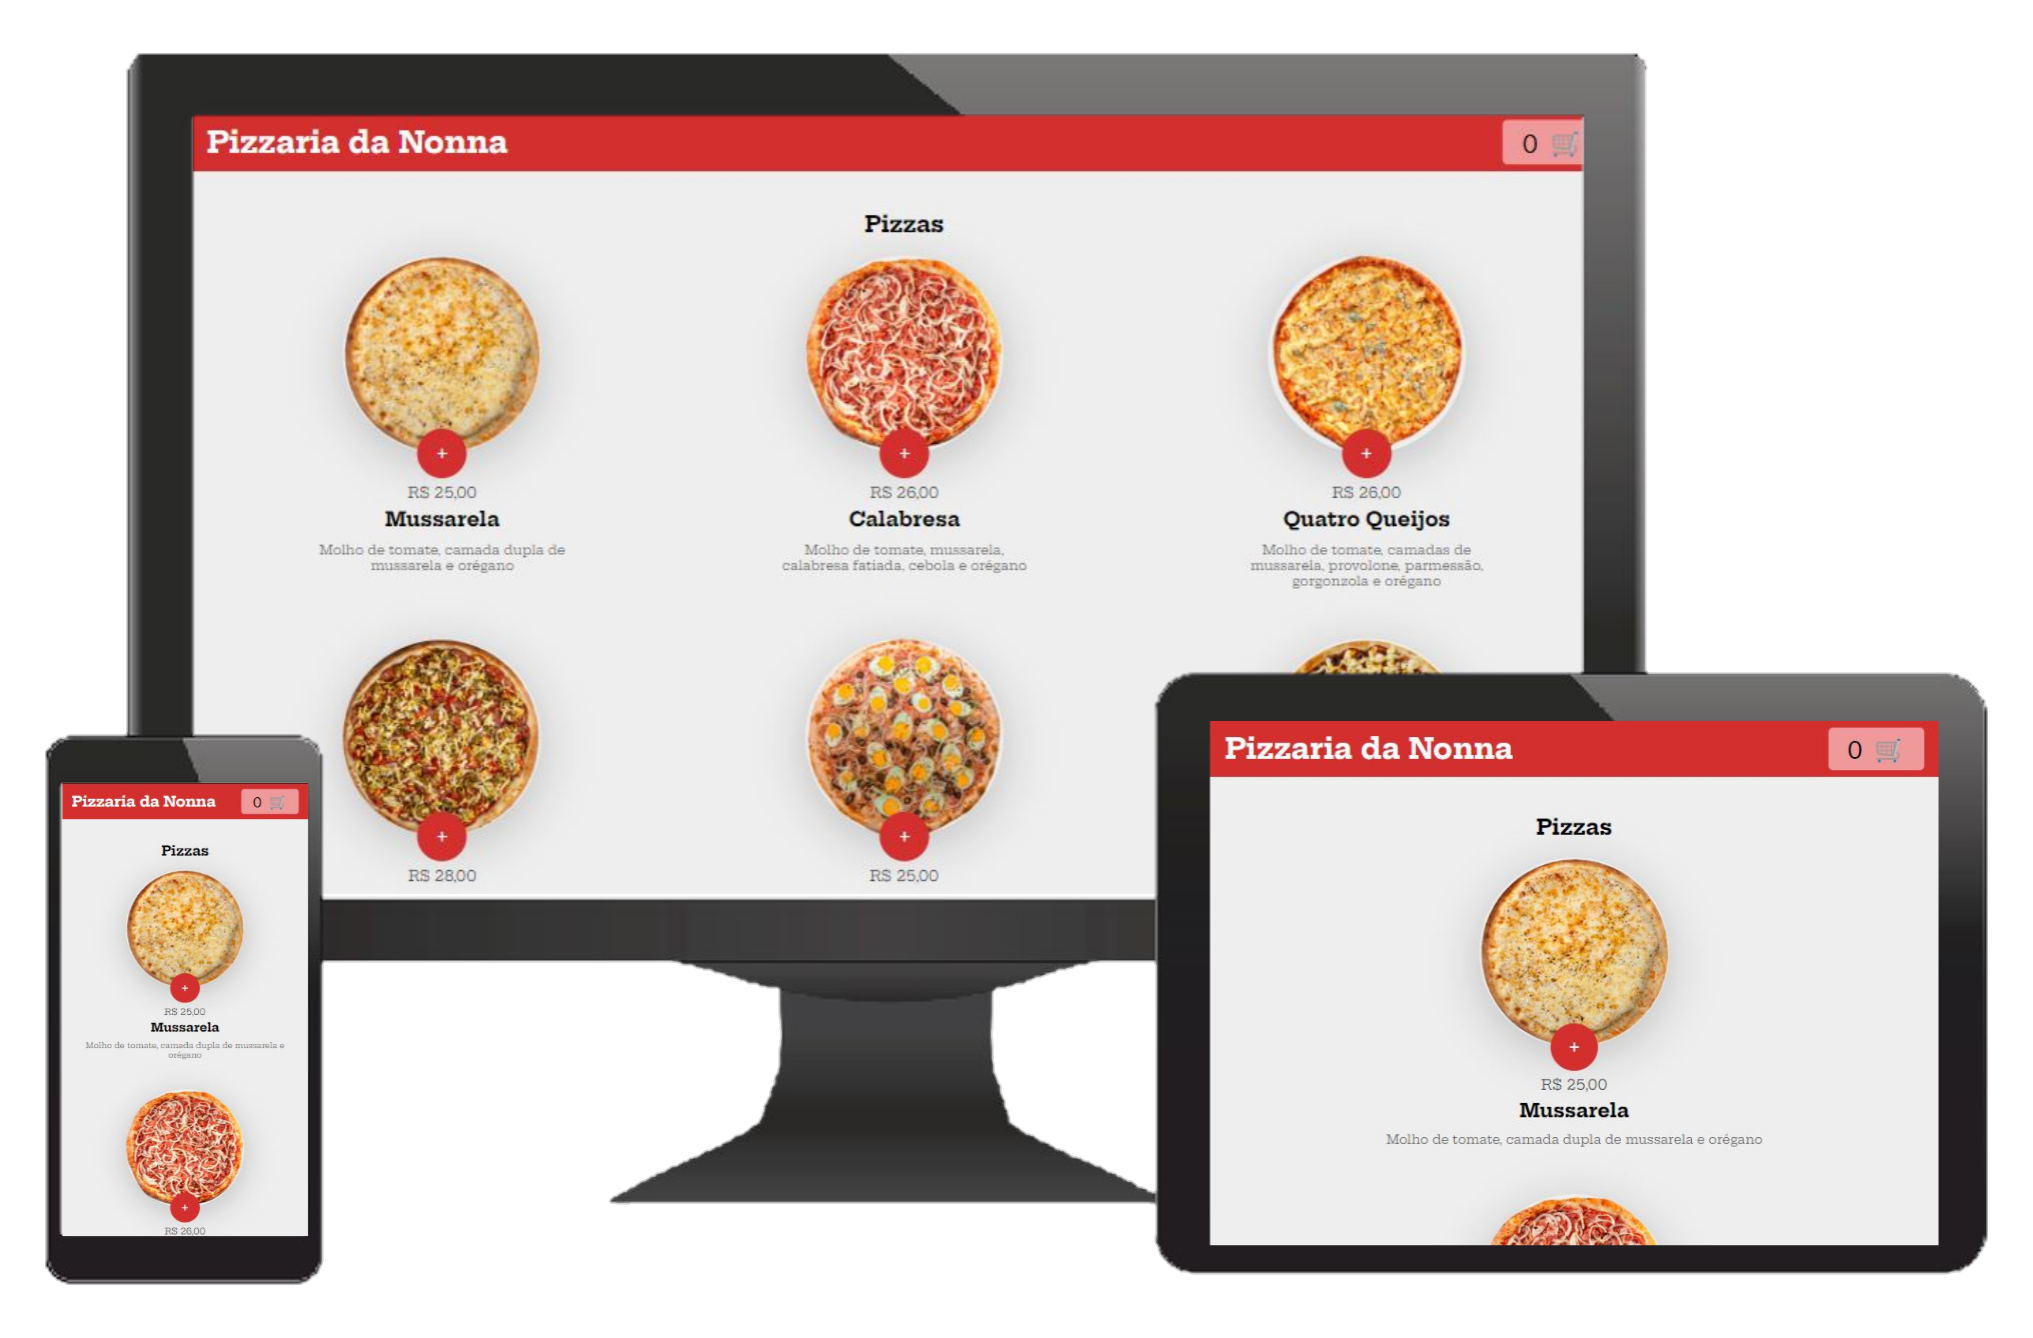 Pizzaria da Nonna
0
Pizzas
+
+
+
R$ 25,00
R$ 26,00
R$ 26,00
Mussarela
Calabresa
Quatro Queijos
Molho de tomate, camada dupla de
mussarela e orégano
Molho de tomate, mussarela,
calabresa fatiada, cebola e orégano
Molho de tomate, camadas de
mussarela, provolone, parmessão,
gorgonzola e orégano
+
+
R$ 28,00
R$ 25,00
Pizzaria da Nonna
0
Pizzas
+
R$ 25,00
Mussarela
Molho de tomate, camada dupla de mussarela e
orégano
+
R$ 26,00
Pizzaria da Nonna
0
Pizzas
+
R$ 25,00
Mussarela
Molho de tomate, camada dupla de mussarela e orégano